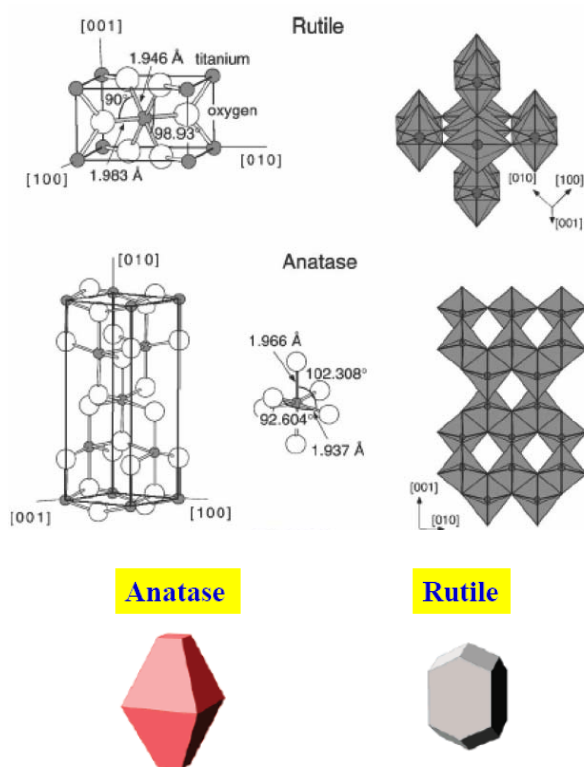 Rutile
[001]
1.946 Å
titanium
90°
oxygen
98.93°
[010]
[100]
1.983 Å
[010]
[100]
[001]
Anatase
[010]
1.966 Å
102.308°
92.604°
1.937 Å
[001]
[100]
[001]
[010]
Anatase
Rutile